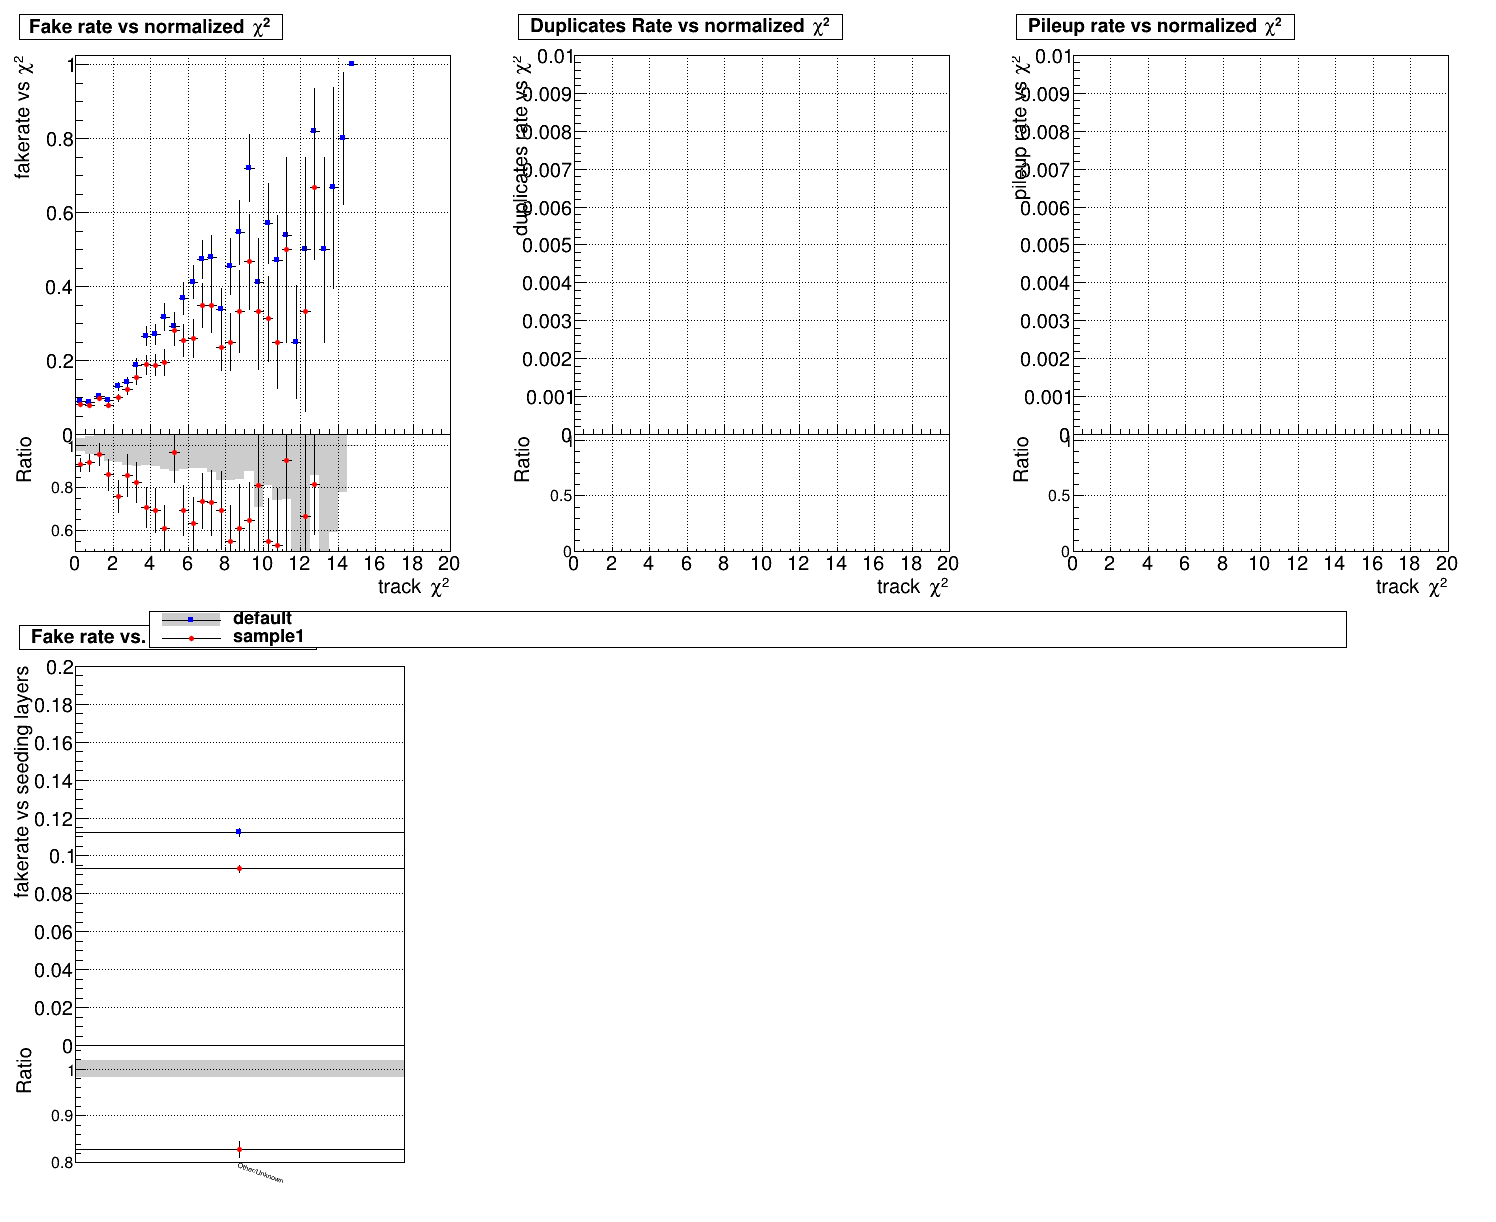 Fake rate vs normalized χ²
Duplicates Rate vs normalized χ²
Pileup rate vs normalized χ²
fakerate vs χ²
1
0.8
0.6
0.4
0.2
0
Ratio
1
0.8
0.6
0 2 4 6 8 10 12 14 16 18 20
track χ²
duplicates rate vs χ²
0.01
0.009
0.008
0.007
0.006
0.005
0.004
0.003
0.002
0.001
0
Ratio
1
0.5
0
0 2 4 6 8 10 12 14 16 18 20
track χ²
pileup rate vs χ²
0.01
0.009
0.008
0.007
0.006
0.005
0.004
0.003
0.002
0.001
0
Ratio
1
0.5
0
0 2 4 6 8 10 12 14 16 18 20
track χ²
Fake rate vs.
default
sample1
fakerate vs seeding layers
0.2
0.18
0.16
0.14
0.12
0.1
0.08
0.06
0.04
0.02
0
Ratio
1
0.9
0.8
Other/Unknown